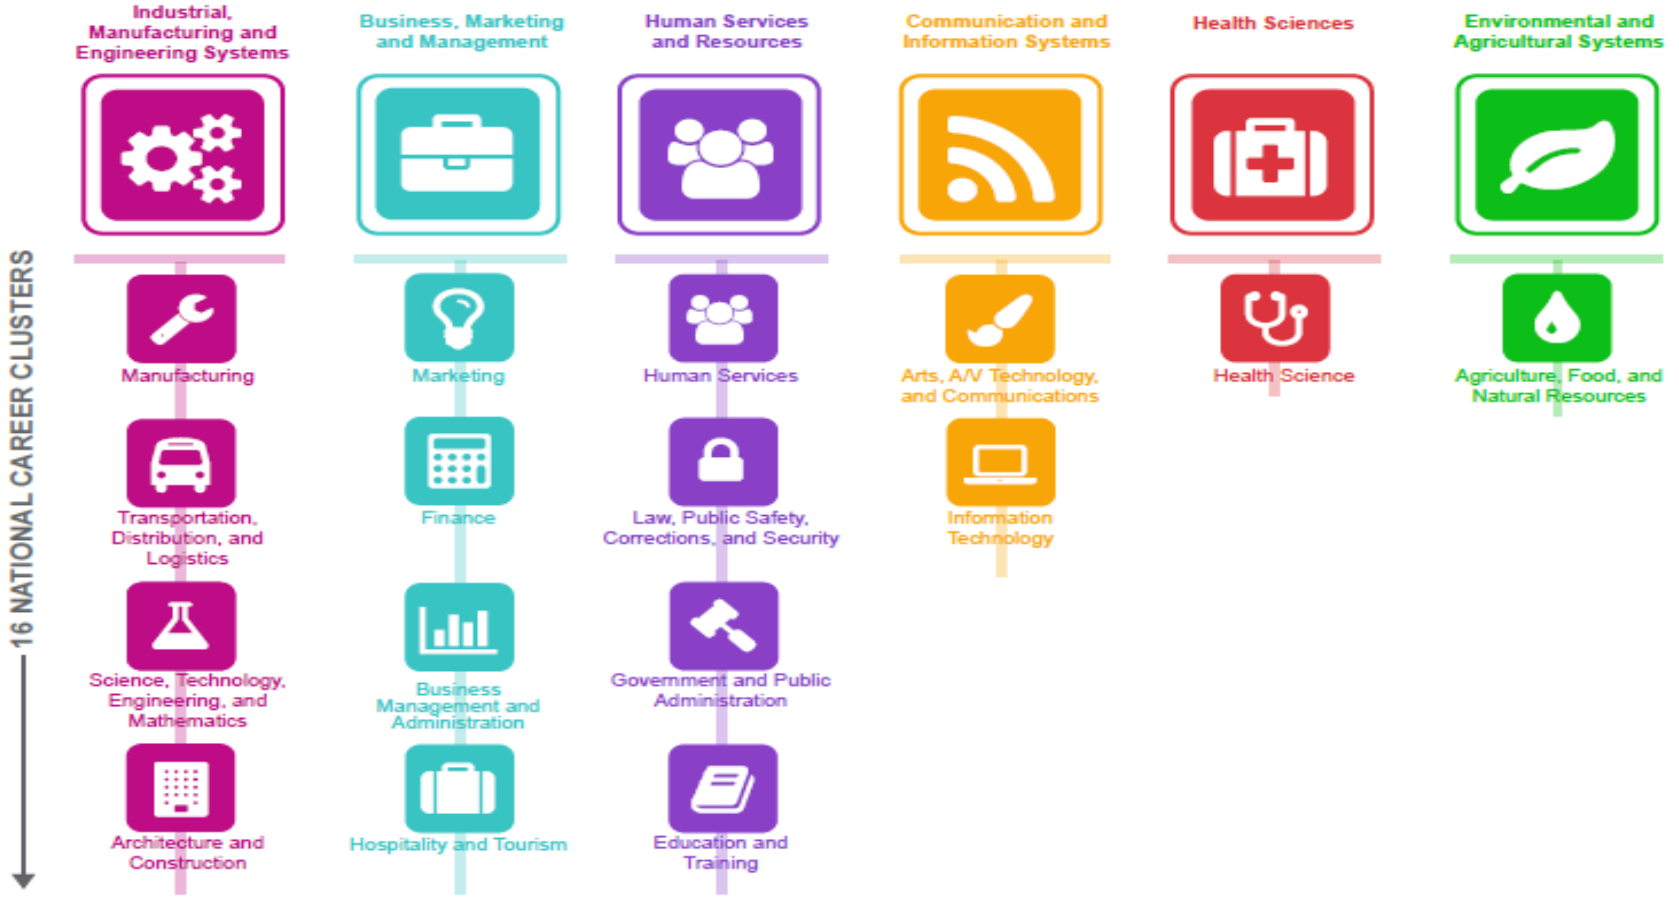 Industrial,
Manufacturing and
Engineering Systems
Business, Marketing
and Management
Human Services
and Resources
Communication and
Information Systems
Health Sciences
Environmental and
Agricultural Systems
16 NATIONAL CAREER CLUSTERS
Manufacturing
Transportation,
Distribution, and
Logistics
Science, Technology,
Engineering, and
Mathematics
Architecture and
Construction
Marketing
Finance
Business
Management and
Administration
Hospitality and Tourism
Human Services
Law, Public Safety,
Corrections, and Security
Government and Public
Administration
Education and
Training
Arts, A/V Technology,
and Communications
Information
Technology
Health Science
Agriculture, Food, and
Natural Resources